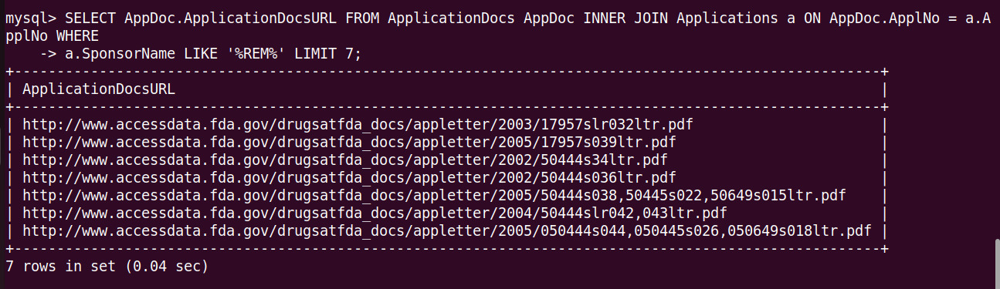 mysql> SELECT AppDoc.ApplicationDocsURL FROM ApplicationDocs AppDoc INNER JOIN Applications a ON AppDoc.ApplNo = a.A
pplNo WHERE
    -> a.SponsorName LIKE '%REM%' LIMIT 7;
+------------------------------------------------------------------------------------------------------+
| ApplicationDocsURL                                                                                   |
+------------------------------------------------------------------------------------------------------+
| http://www.accessdata.fda.gov/drugsatfda_docs/appletter/2003/17957slr032ltr.pdf                      |
| http://www.accessdata.fda.gov/drugsatfda_docs/appletter/2005/17957s039ltr.pdf                        |
| http://www.accessdata.fda.gov/drugsatfda_docs/appletter/2002/50444s34ltr.pdf                         |
| http://www.accessdata.fda.gov/drugsatfda_docs/appletter/2002/50444s036ltr.pdf                        |
| http://www.accessdata.fda.gov/drugsatfda_docs/appletter/2005/50444s038,50445s022,50649s015ltr.pdf    |
| http://www.accessdata.fda.gov/drugsatfda_docs/appletter/2004/50444slr042,043ltr.pdf                  |
| http://www.accessdata.fda.gov/drugsatfda_docs/appletter/2005/050444s044,050445s026,050649s018ltr.pdf |
+------------------------------------------------------------------------------------------------------+
7 rows in set (0.04 sec)